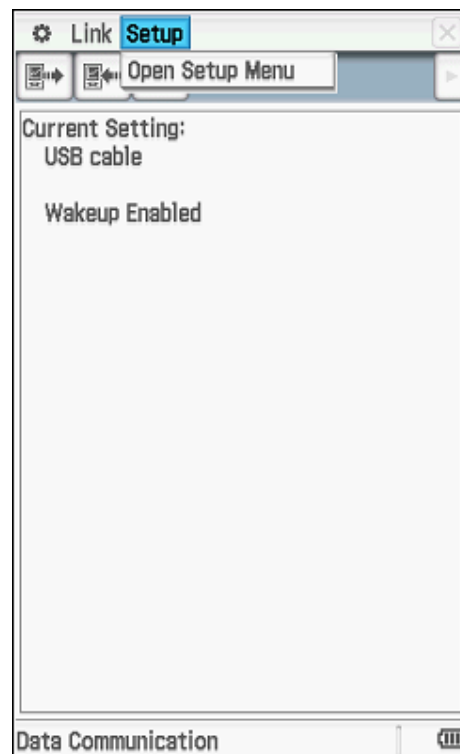 Link Setup
Open Setup Menu
Current Setting:
USB cable
Wakeup Enabled
Data Communication